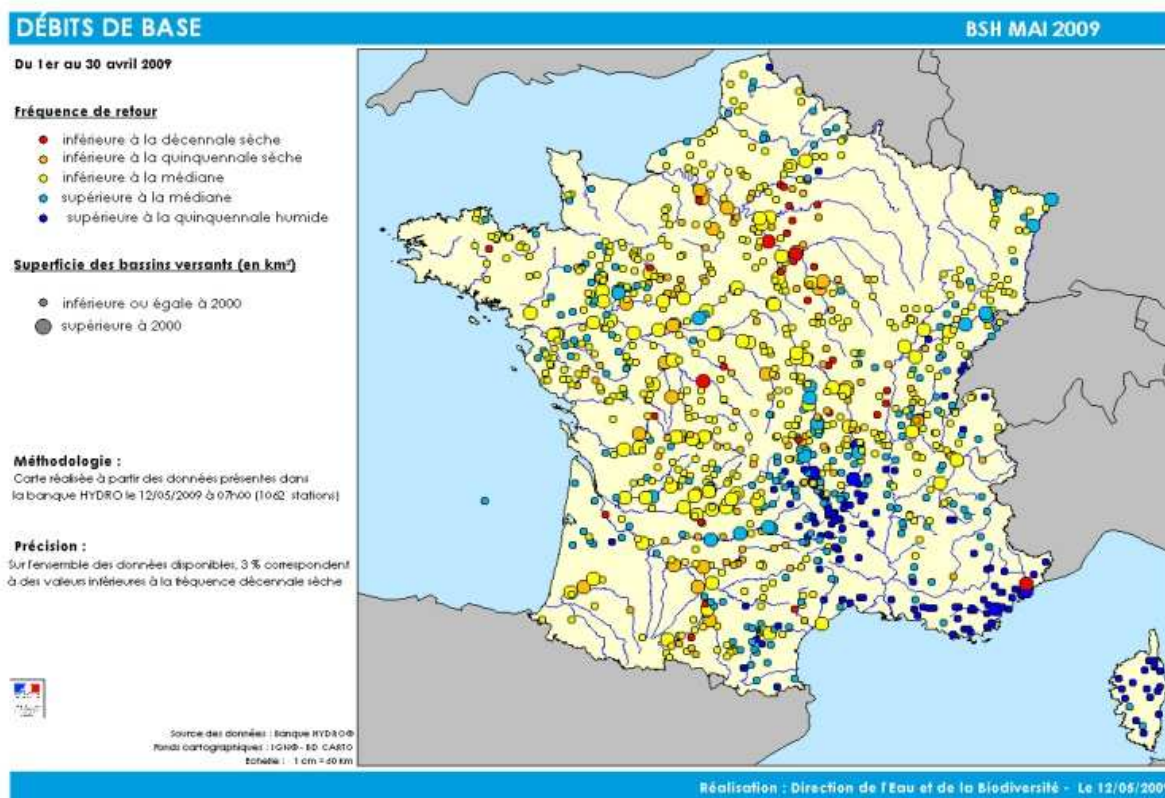 DÉBITS DE BASE
BSH MAI 2009
Du 1er au 30 avril 2009
Fréquence de retour
inférieure à la décennale sèche
inférieure à la quinquennale sèche
inférieure à la médiane
supérieure à la médiane
supérieure à la quinquennale humide
Superficie des bassins versants (en km²)
inférieure ou égale à 2000
supérieure à 2000
Méthodologie :
Carte réalisée à partir des données présentes dans
la banque HYDRO le 12/05/2009 à 07h00 (1062 stations)
Précision :
Sur l'ensemble des données disponibles, 3 % correspondent
à des valeurs inférieures à la fréquence décennale sèche
Source des données : Banque HYDRO®
Fonds cartographiques : IGN® - BD CARTO
Echelle : 1 cm = 60 km
Réalisation : Direction de l'Eau et de la Biodiversité - Le 12/05/200